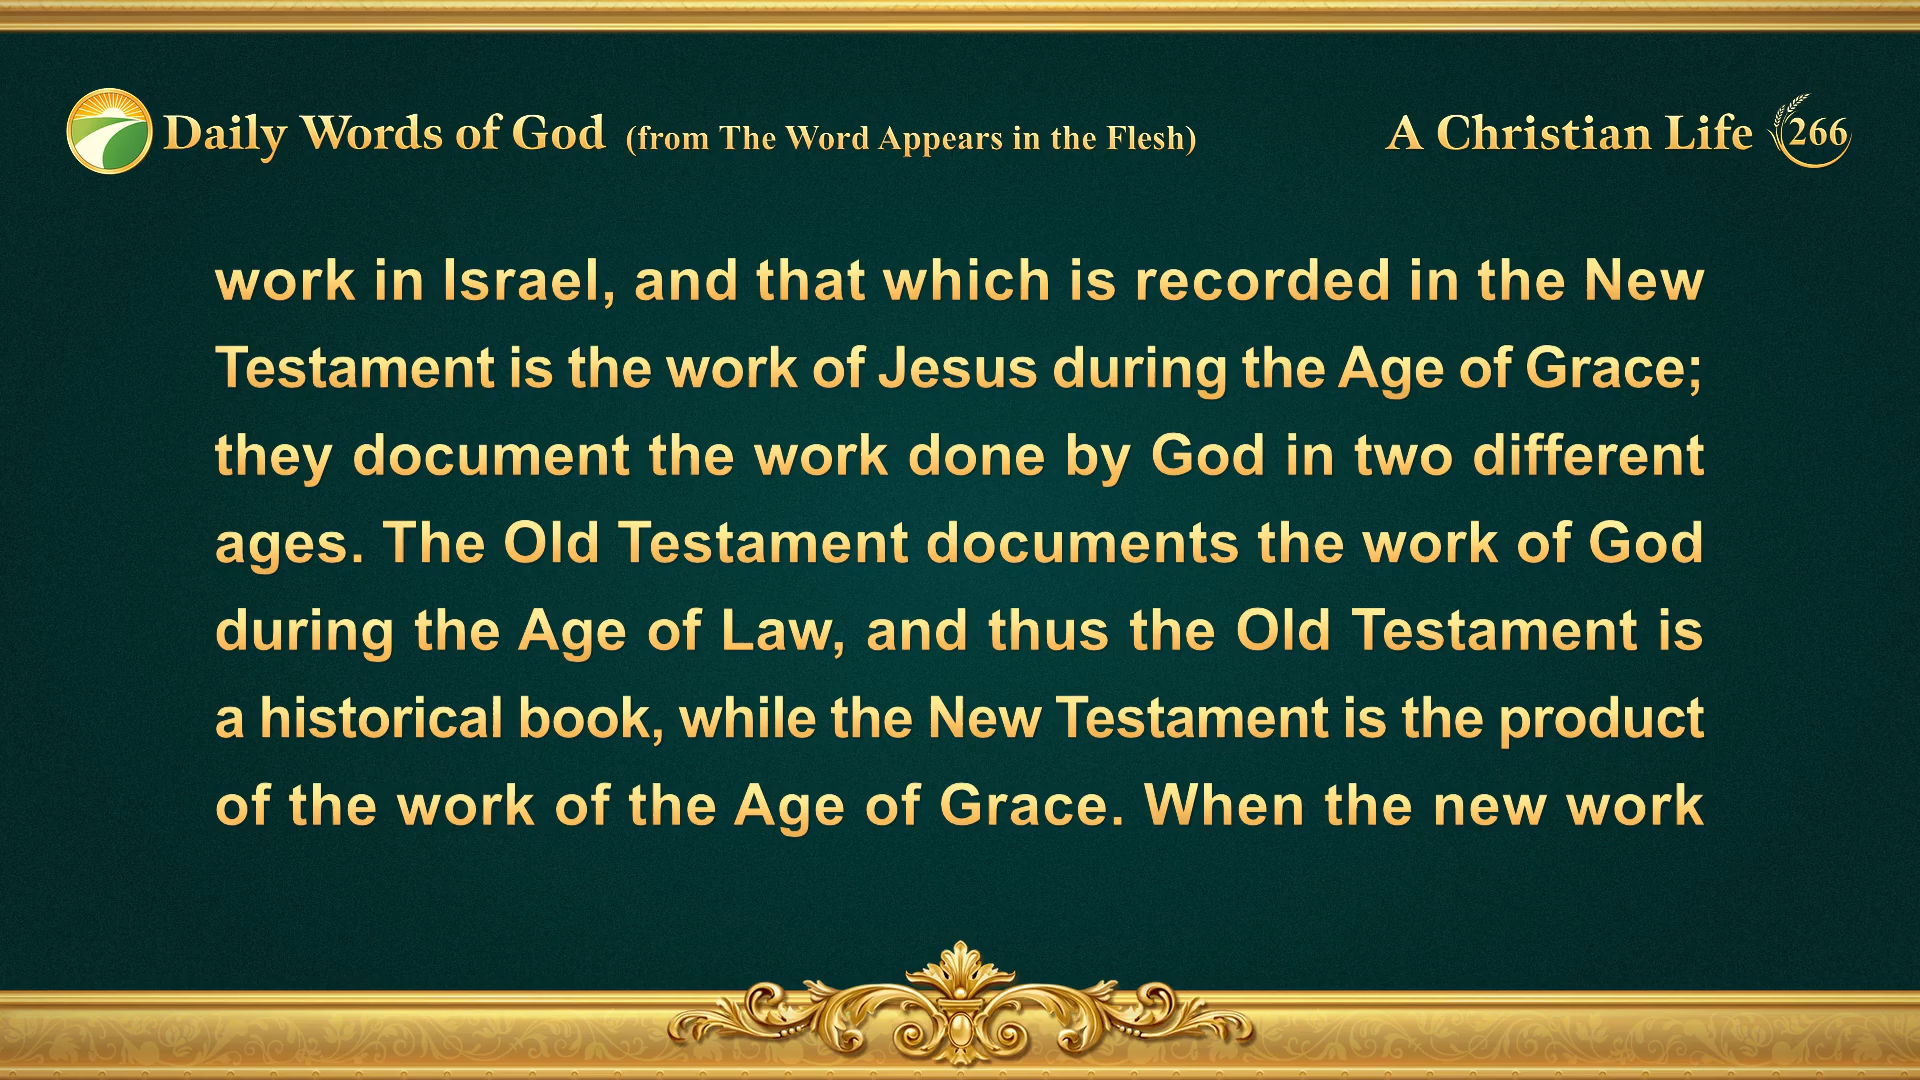 Daily Words of God (from The Word Appears in the Flesh)
A Christian Life 266
work in Israel, and that which is recorded in the New
Testament is the work of Jesus during the Age of Grace;
they document the work done by God in two different
ages. The Old Testament documents the work of God
during the Age of Law, and thus the Old Testament is
a historical book, while the New Testament is the product
of the work of the Age of Grace. When the new work